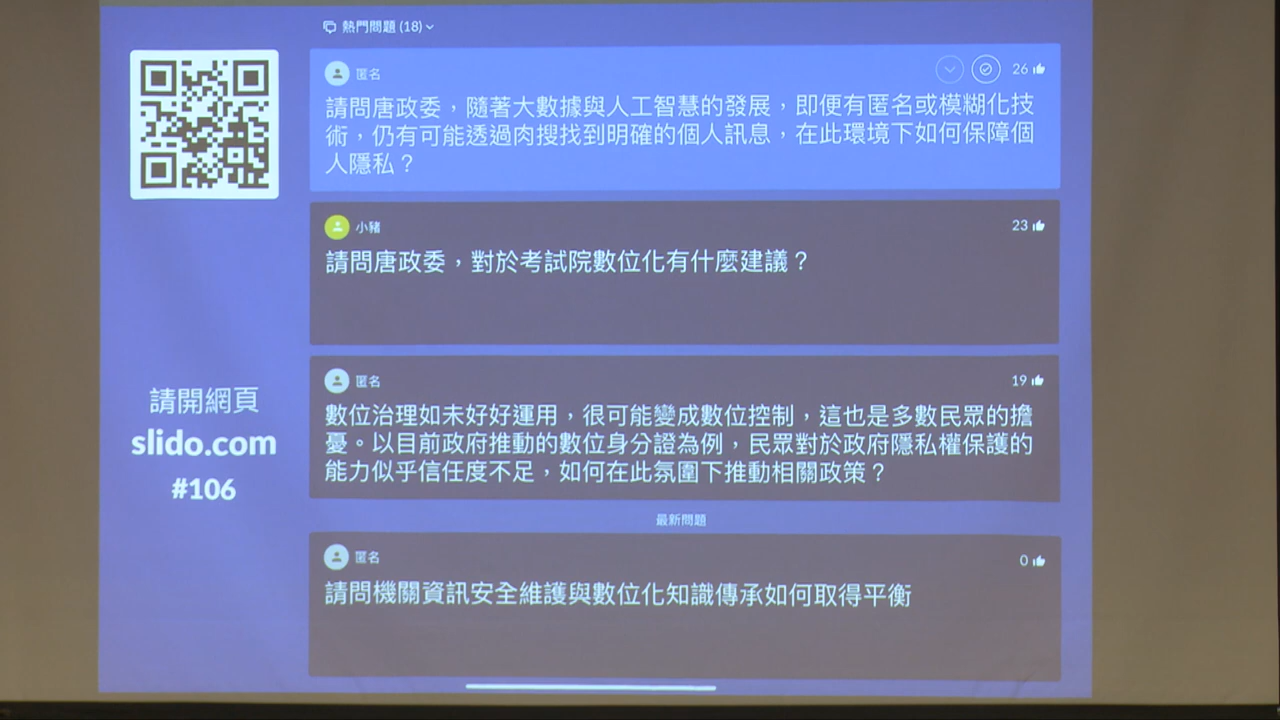 熱門問題 (18)
匿名
26
請問唐政委，隨著大數據與人工智慧的發展，即便有匿名或模糊化技
術，仍有可能透過肉搜找到明確的個人訊息，在此環境下如何保障個
人隱私？
小豬
23
請問唐政委，對於考試院數位化有什麼建議？
匿名
19
數位治理如未好好運用，很可能變成數位控制，這也是多數民眾的擔
憂。以目前政府推動的數位身分證為例，民眾對於政府隱私權保護的
能力似乎信任度不足，如何在此氛圍下推動相關政策？
最新問題
匿名
0
請問機關資訊安全維護與數位化知識傳承如何取得平衡
請開網頁
slido.com
#106